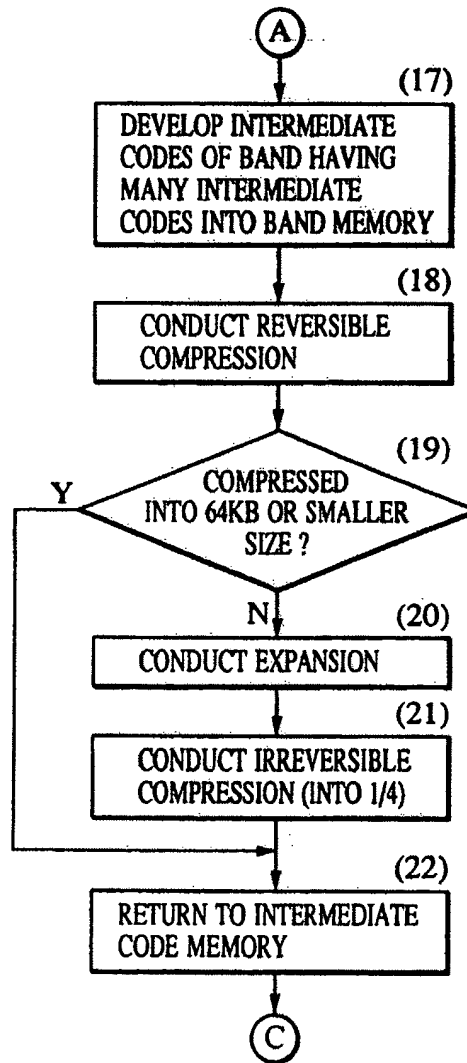 A
(17)
DEVELOP INTERMEDIATE
CODES OF BAND HAVING
MANY INTERMEDIATE
CODES INTO BAND MEMORY
(18)
CONDUCT REVERSIBLE
COMPRESSION
(19)
COMPRESSED
INTO 64KB OR SMALLER
SIZE ?
Y
N
(20)
CONDUCT EXPANSION
(21)
CONDUCT IRREVERSIBLE
COMPRESSION (INTO 1/4)
(22)
RETURN TO INTERMEDIATE
CODE MEMORY
C